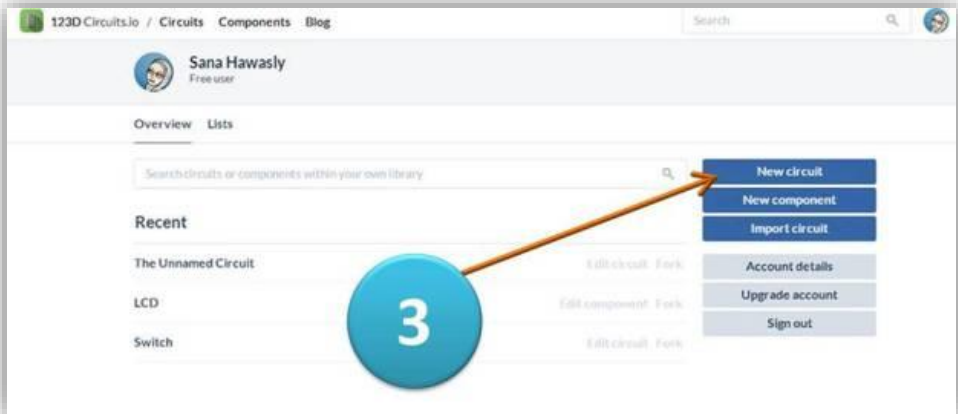 123D Circuits.io / Circuits Components Blog Search
Sana Hawasly
Free user
Overview Lists
Search circuits or components within your own library
New circuit
New component
Import circuit
Recent
The Unnamed Circuit Edit circuit Fork
LCD Edit component Fork
Switch Edit circuit Fork
Account details
Upgrade account
Sign out
3